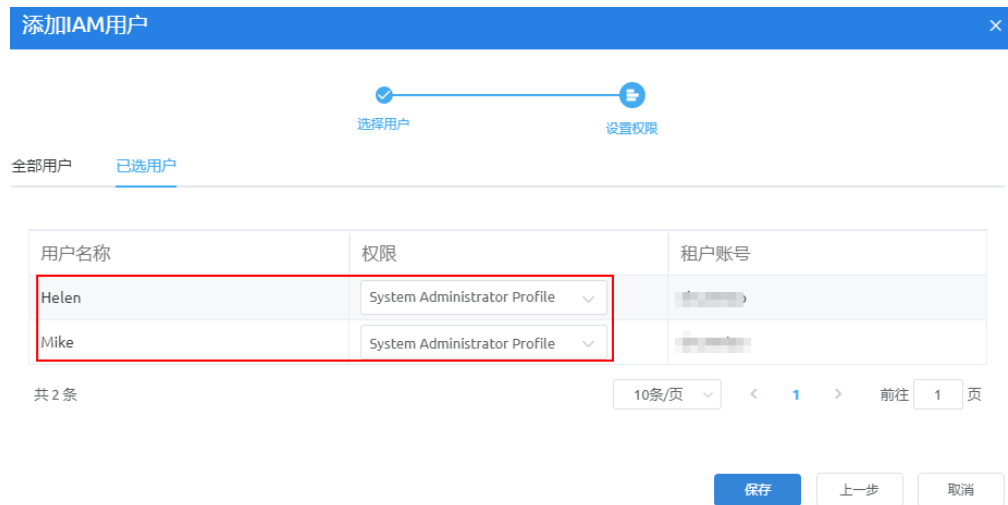 添加IAM用户 ×
选择用户 设置权限
全部用户 已选用户
用户名称 权限 租户账号
Helen System Administrator Profile
Mike System Administrator Profile
共 2 条 10条/页 < 1 > 前往 1 页
保存 上一步 取消